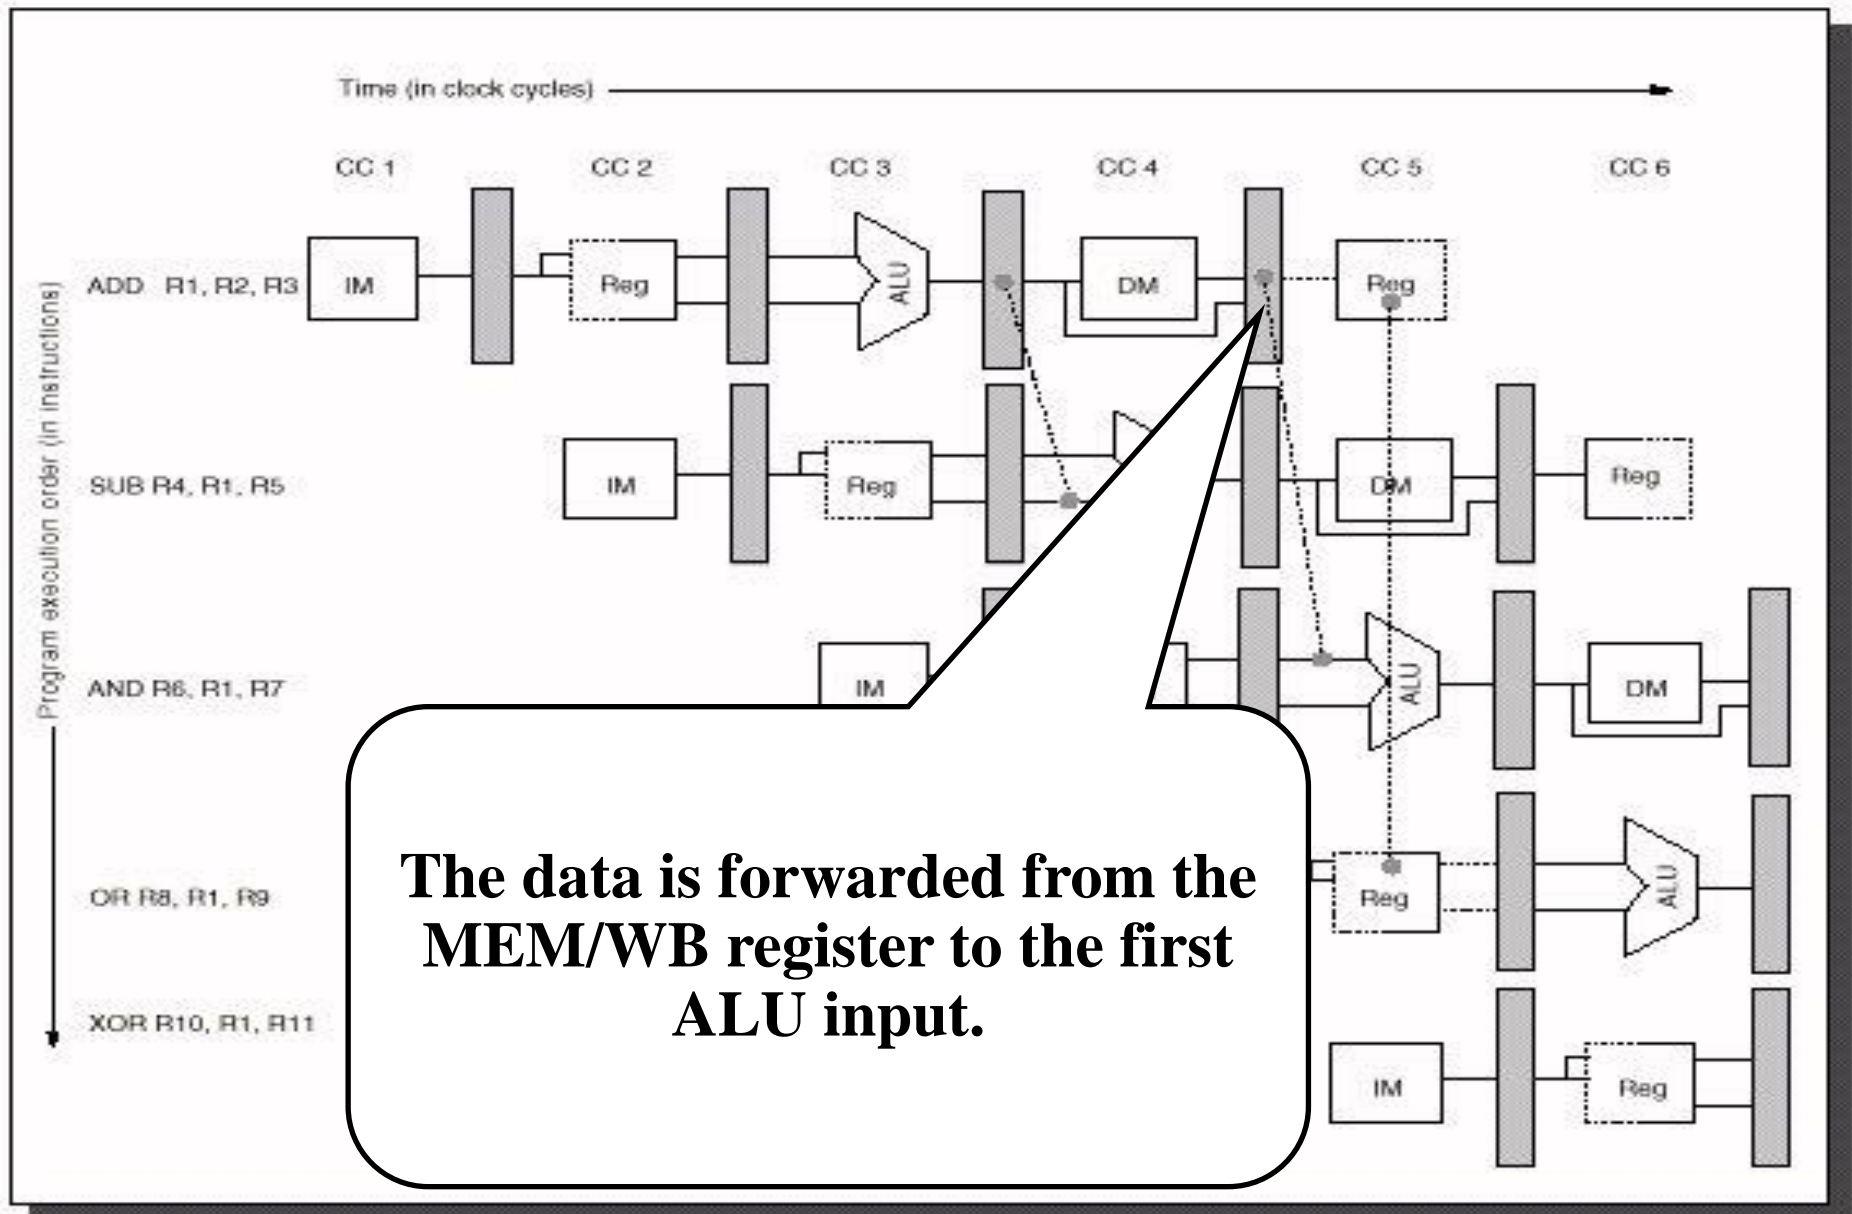 Time (in clock cycles)
CC 1 CC 2 CC 3 CC 4 CC 5 CC 6
Program execution order (in instructions)
ADD R1, R2, R3 IM Reg ALU DM Reg
SUB R4, R1, R5 IM Reg DM Reg
AND R6, R1, R7 IM ALU DM
OR R8, R1, R9 Reg ALU
XOR R10, R1, R11 IM Reg
The data is forwarded from the
MEM/WB register to the first
ALU input.